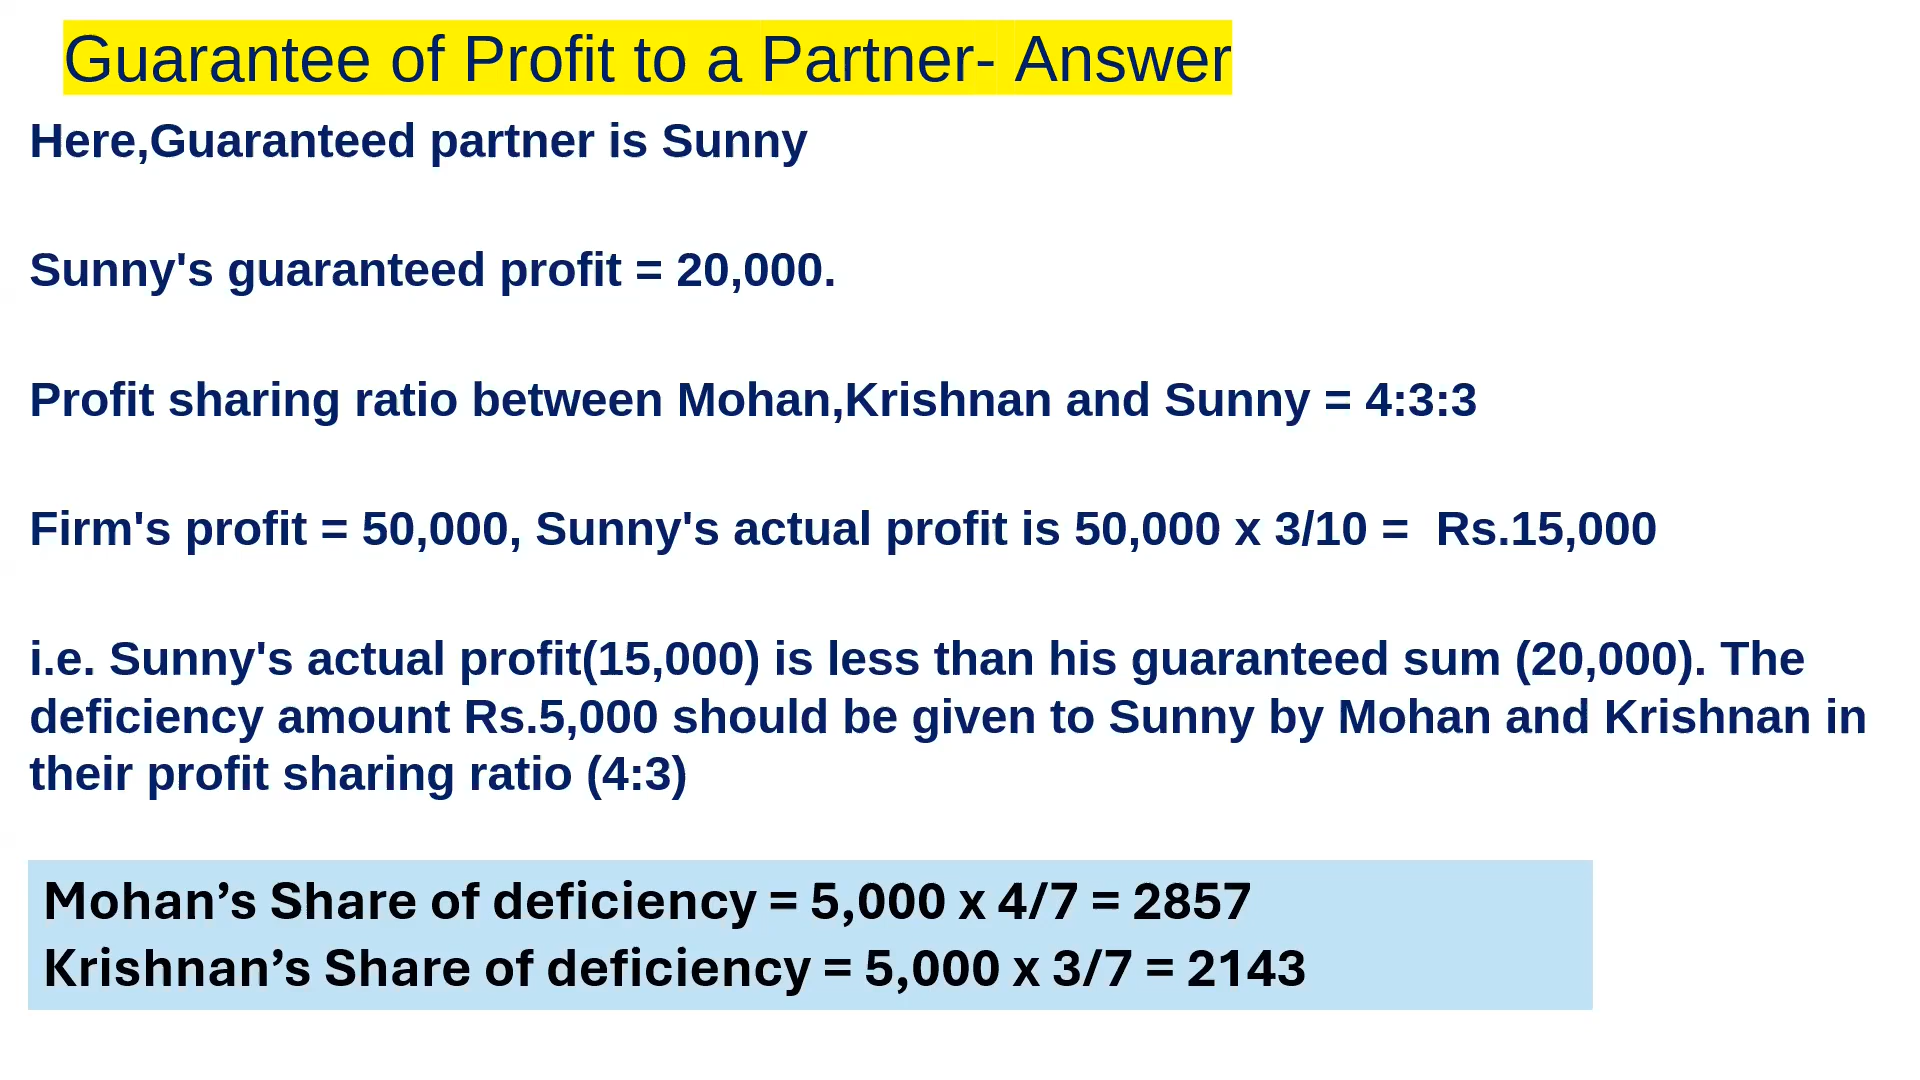 Guarantee of Profit to a Partner- Answer
Here,Guaranteed partner is Sunny
Sunny's guaranteed profit = 20,000.
Profit sharing ratio between Mohan,Krishnan and Sunny = 4:3:3
Firm's profit = 50,000, Sunny's actual profit is 50,000 x 3/10 =  Rs.15,000
i.e. Sunny's actual profit(15,000) is less than his guaranteed sum (20,000). The
deficiency amount Rs.5,000 should be given to Sunny by Mohan and Krishnan in
their profit sharing ratio (4:3)
Mohan’s Share of deficiency = 5,000 x 4/7 = 2857
Krishnan’s Share of deficiency = 5,000 x 3/7 = 2143